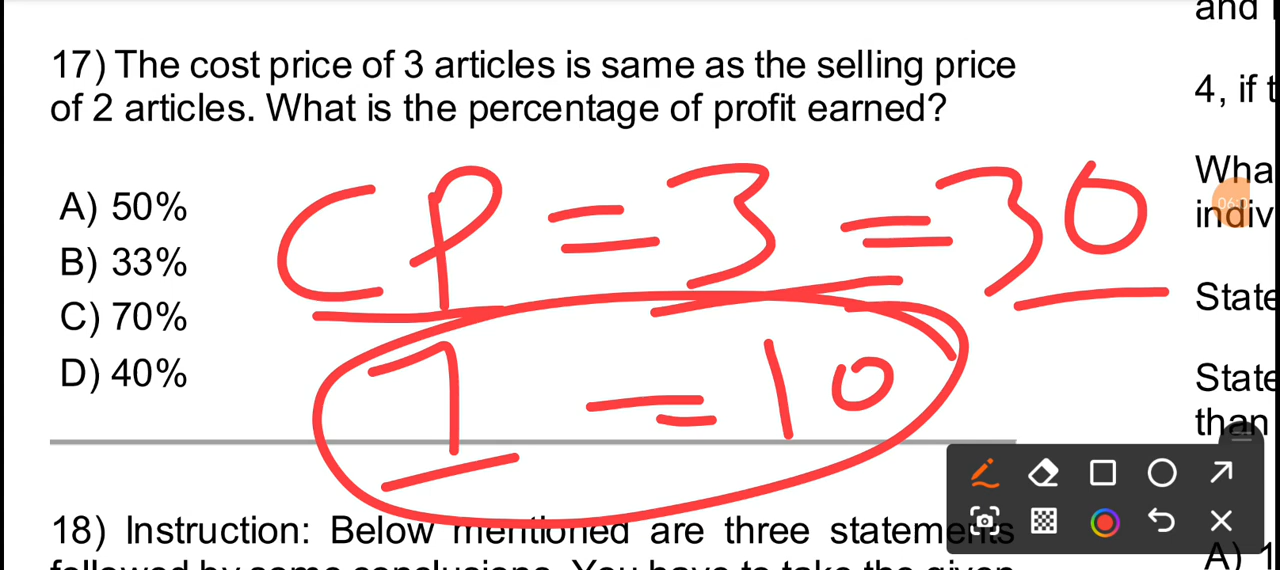 and
17) The cost price of 3 articles is same as the selling price
of 2 articles. What is the percentage of profit earned?
4, if t
A) 50%
B) 33%
C) 70%
D) 40%
CP = 3 = 30
1 = 10
Wha
indiv
State
State
than
18) Instruction: Below mentioned are three statements
A) 1